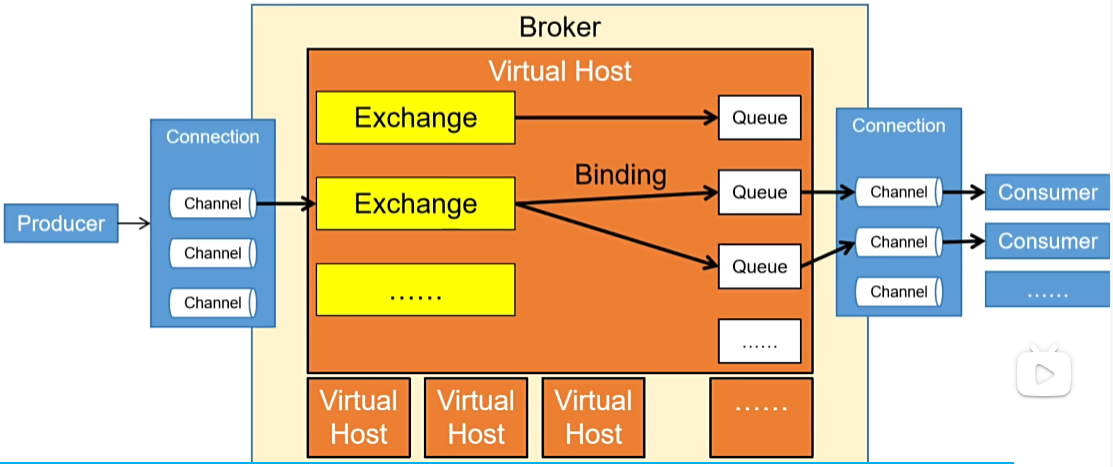 Broker
Virtual Host
Exchange
Queue
Connection
Connection
Binding
Channel
Exchange
Queue
Channel
Consumer
Producer
Channel
Queue
Channel
Consumer
Channel
......
Channel
......
......
Virtual
Host
Virtual
Host
Virtual
Host
......